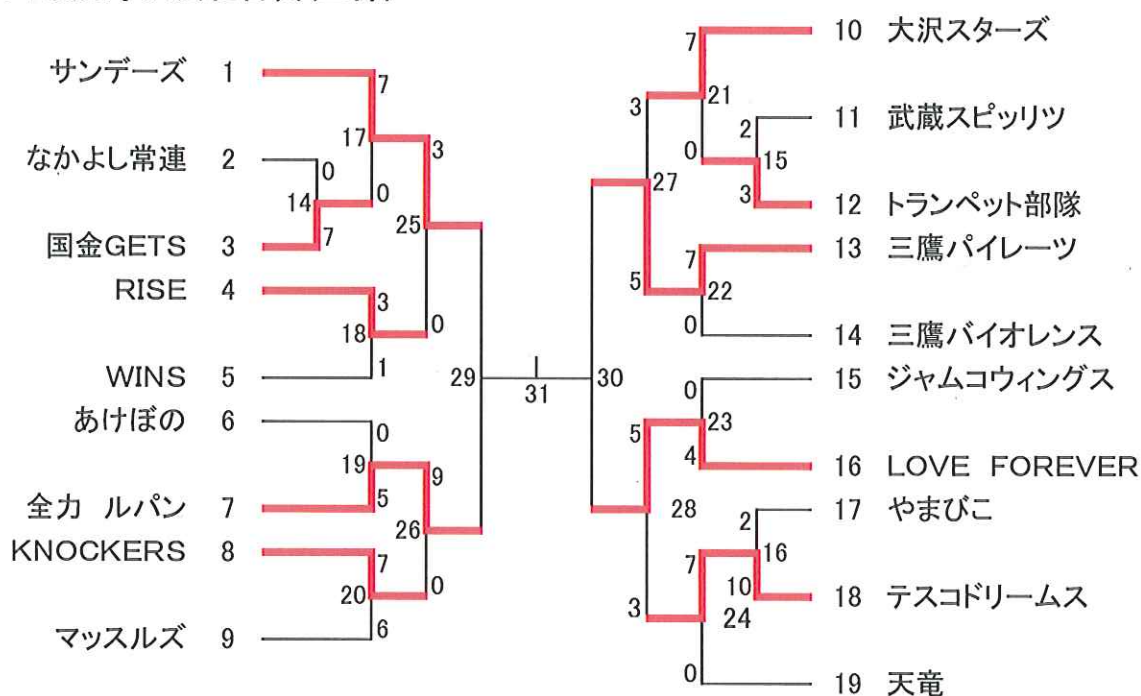 サンデーズ 1
なかよし常連 2
国金GETS 3
RISE 4
WINS 5
あけぼの 6
全力 ルパン 7
KNOCKERS 8
マッスルズ 9
7
17
0
14
0
7
3
25
3
18
0
1
29
0
19
9
5
26
7
20
0
6
31
10 大沢スターズ
11 武蔵スピッリツ
12 トランペット部隊
13 三鷹パイレーツ
14 三鷹バイオレンス
15 ジャムコウィングス
16 LOVE FOREVER
17 やまびこ
18 テスコドリームス
19 天竜
7
3
21
2
0
15
3
27
7
5
22
0
30
0
5
23
4
28
2
7
16
10
3
24
0